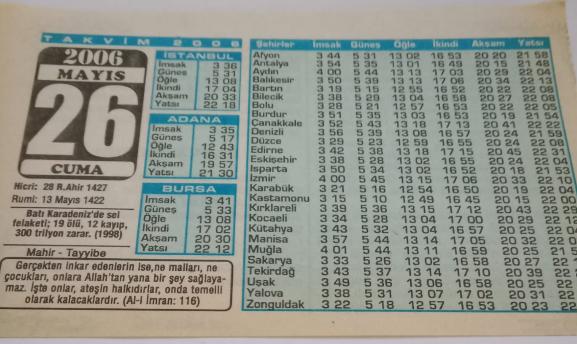 TAKVİM 2006
2006
MAYIS
26
CUMA
Hicri: 28 R.Ahir 1427
Rumi: 13 Mayıs 1422
Batı Karadeniz'de sel
felaketi; 19 ölü, 12 kayıp,
300 trilyon zarar. (1998)
Mahir - Tayyibe
Gerçekten inkar edenlerin ise,ne malları, ne
çocukları, onlara Allah'tan yana bir şey sağlaya-
maz. İşte onlar, ateşin halkıdırlar, onda temelli
olarak kalacaklardır. (Al-i İmran: 116)
İSTANBUL
İmsak 3 36
Güneş 5 31
Öğle 13 08
İkindi 17 04
Akşam 20 33
Yatsı 22 18
ADANA
İmsak 3 35
Güneş 5 17
Öğle 12 43
İkindi 16 31
Akşam 19 57
Yatsı 21 30
BURSA
İmsak 3 41
Güneş 5 33
Öğle 13 08
İkindi 17 02
Akşam 20 30
Yatsı 22 12
Şehirler İmsak Güneş Öğle İkindi Akşam Yatsı
Afyon 3 44 5 31 13 02 16 53 20 20 21 58
Antalya 3 54 5 35 13 01 16 49 20 15 21 48
Aydın 4 00 5 44 13 13 17 03 20 29 22 04
Balıkesir 3 50 5 39 13 13 17 06 20 34 22 13
Bartın 3 19 5 15 12 55 16 52 20 22 22 08
Bilecik 3 38 5 29 13 04 16 58 20 27 22 08
Bolu 3 28 5 21 12 57 16 53 20 22 22 05
Burdur 3 51 5 35 13 03 16 53 20 19 21 54
Çanakkale 3 52 5 43 13 18 17 13 20 41 22 22
Denizli 3 56 5 39 13 08 16 57 20 24 21 59
Düzce 3 29 5 23 12 59 16 55 20 24 22 08
Edirne 3 42 5 38 13 18 17 15 20 45 22 31
Eskişehir 3 38 5 28 13 02 16 55 20 24 22 04
Isparta 3 50 5 34 13 02 16 52 20 18 21 53
İzmir 4 00 5 45 13 15 17 06 20 33 22 10
Karabük 3 21 5 16 12 54 16 50 20 19 22 04
Kastamonu 3 15 5 10 12 49 16 45 20 15 22 00
Kırklareli 3 39 5 36 13 15 17 12 20 43 22 29
Kocaeli 3 34 5 28 13 04 17 00 20 29 22 12
Kütahya 3 43 5 32 13 04 16 57 20 25 22 04
Manisa 3 57 5 44 13 14 17 05 20 32 22 0
Muğla 4 01 5 44 13 11 16 59 20 25 21 5
Sakarya 3 33 5 26 13 02 16 58 20 27 22
Tekirdağ 3 43 5 37 13 14 17 10 20 39 22
Uşak 3 49 5 36 13 06 16 58 20 25 22
Yalova 3 38 5 31 13 07 17 02 20 31 22
Zonguldak 3 22 5 18 12 57 16 53 20 23 22